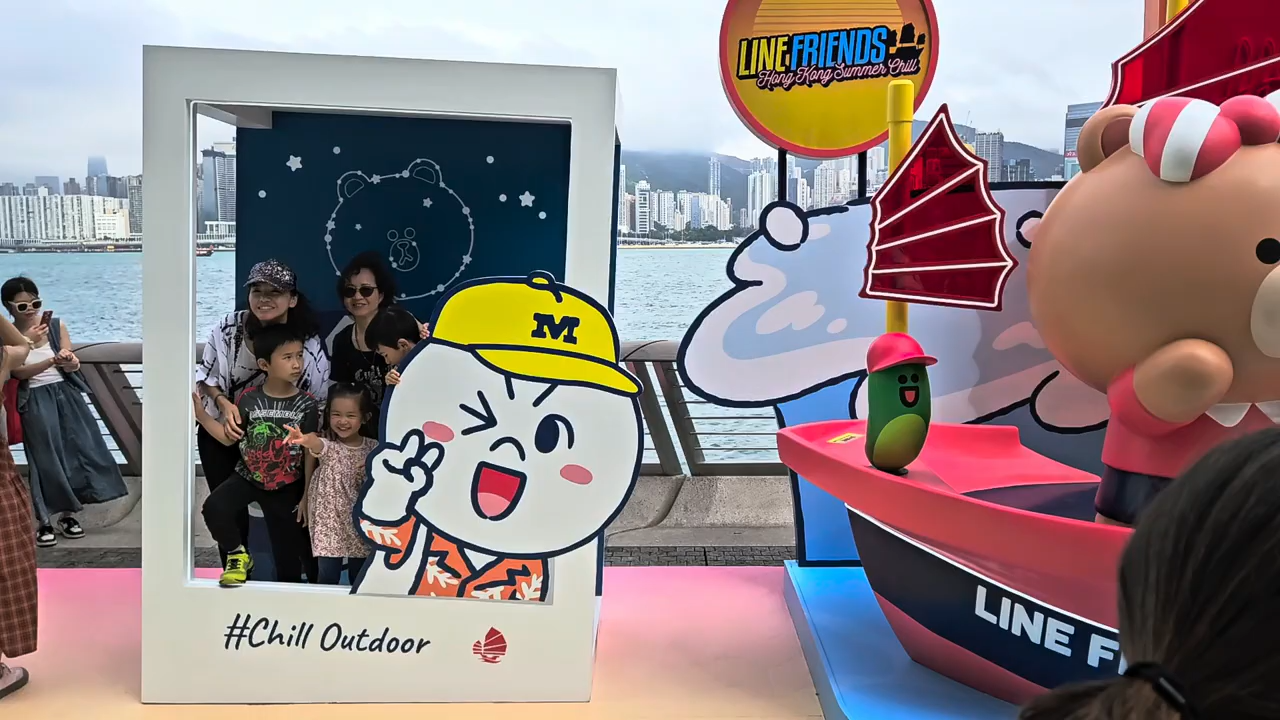 LINE FRIENDS
Hong Kong Summer Chill
M
#Chill Outdoor
LINE F